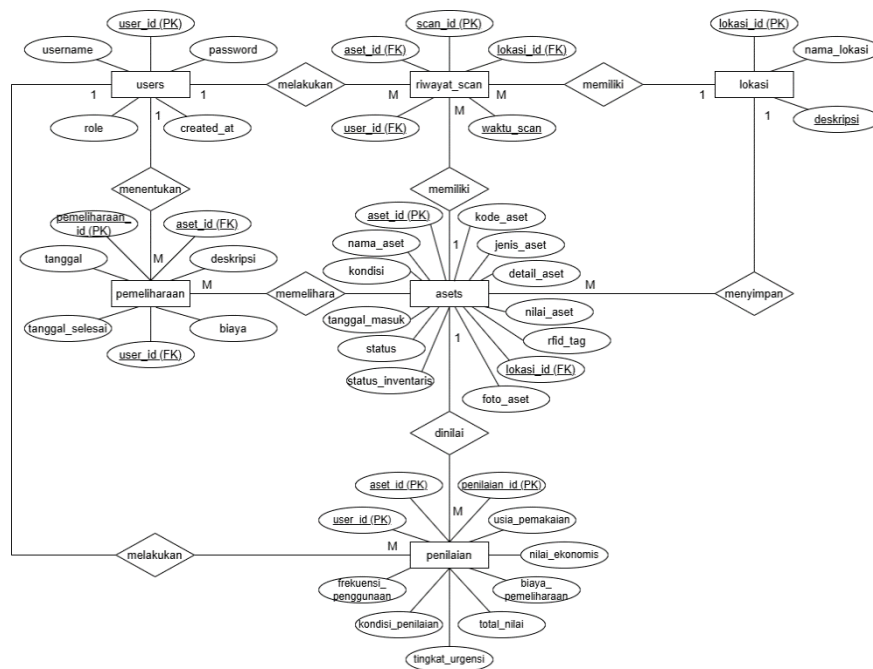 user_id (PK)
username
password
users
role
created_at
1
1
1
melakukan
scan_id (PK)
aset_id (FK)
lokasi_id (FK)
riwayat_scan
M
M
M
user_id (FK)
waktu_scan
memiliki
lokasi_id (PK)
nama_lokasi
lokasi
1
1
deskripsi
menentukan
memiliki
pemeliharaan_
id (PK)
aset_id (FK)
tanggal
deskripsi
M
pemeliharaan
M
tanggal_selesai
biaya
user_id (FK)
memelihara
aset_id (PK)
kode_aset
nama_aset
1
jenis_aset
kondisi
detail_aset
asets
M
tanggal_masuk
nilai_aset
status
1
rfid_tag
status_inventaris
lokasi_id (FK)
foto_aset
menyimpan
dinilai
aset_id (PK)
penilaian_id (PK)
user_id (PK)
M
usia_pemakaian
melakukan
M
penilaian
nilai_ekonomis
frekuensi_
penggunaan
biaya_
pemeliharaan
kondisi_penilaian
total_nilai
tingkat_urgensi